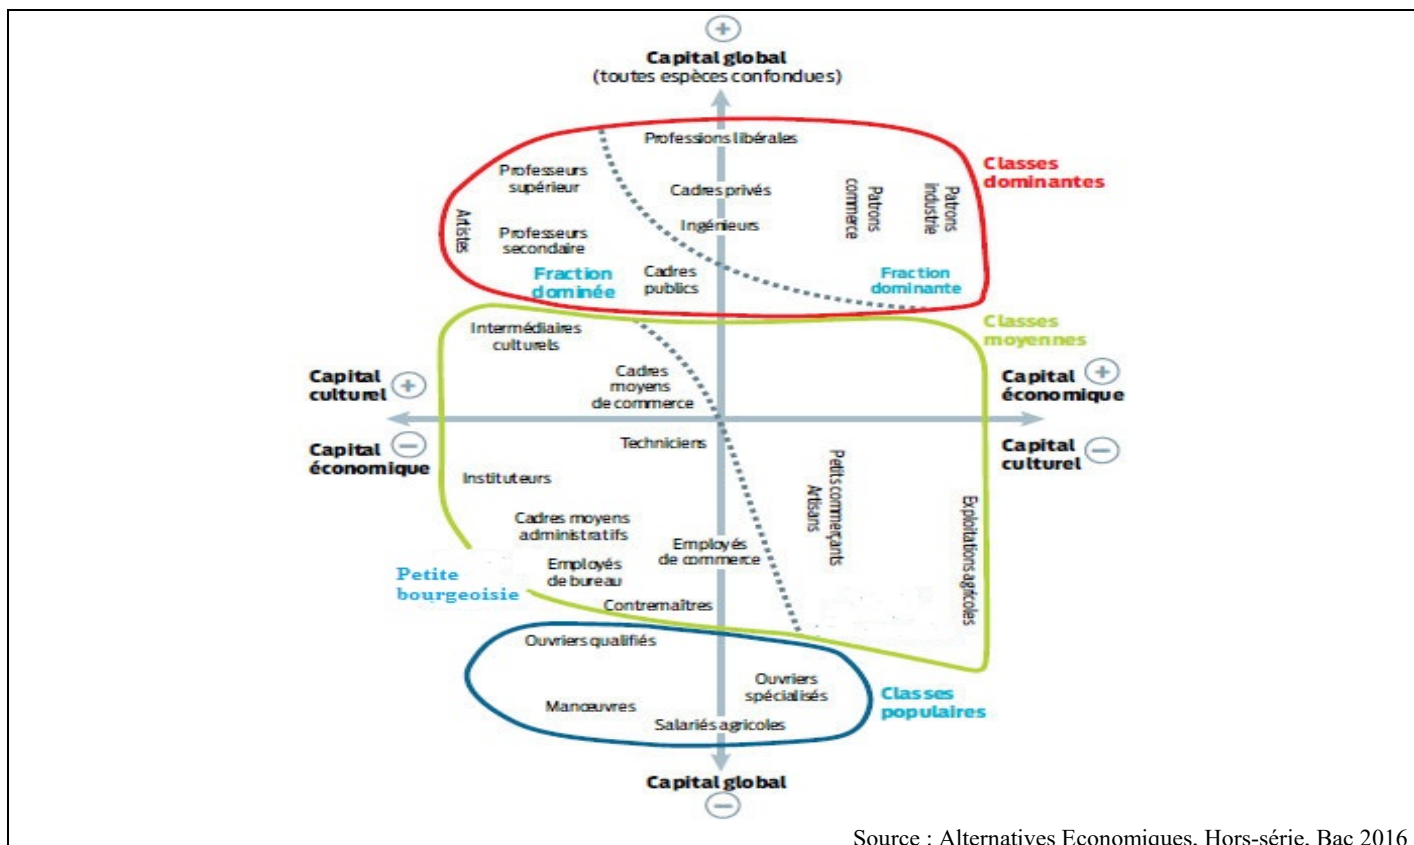 +
Capital global
(toutes espèces confondues)
Professions libérales
Classes
dominantes
Professeurs
supérieur
Cadres privés
Patrons
commerce
Patrons
industrie
Artistes
Ingénieurs
Professeurs
secondaire
Fraction
dominée
Cadres
publics
Fraction
dominante
Classes
moyennes
Intermédiaires
culturels
Capital
culturel
+
Cadres
moyens
de commerce
Capital
économique
+
Capital
économique
−
Techniciens
Capital
culturel
−
Instituteurs
Petits commerçants
Artisans
Exploitations agricoles
Cadres moyens
administratifs
Employés
de commerce
Petite
bourgeoisie
Employés
de bureau
Contremaîtres
Ouvriers qualifiés
Ouvriers
spécialisés
Classes
populaires
Manœuvres
Salariés agricoles
Capital global
−
Source : Alternatives Economiques, Hors-série, Bac 2016